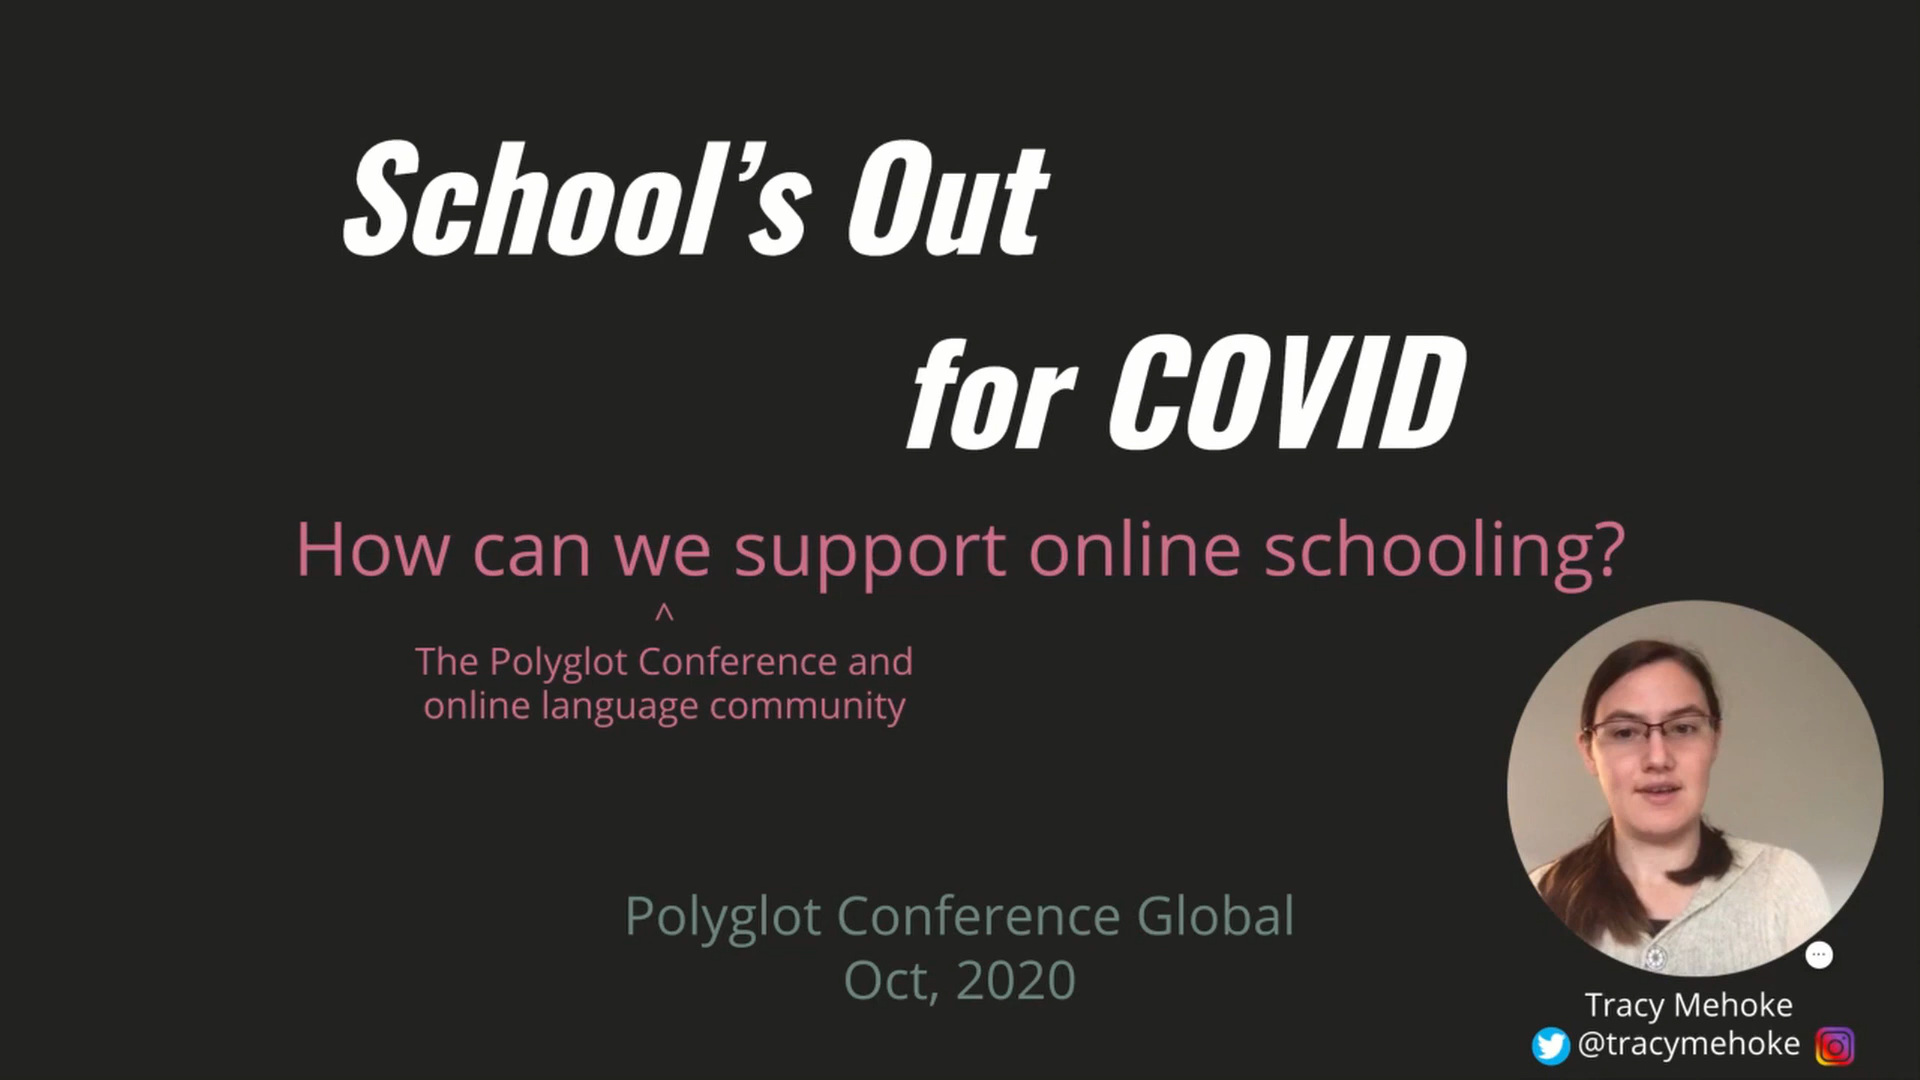 School’s Out
for COVID
How can we support online schooling?
^
The Polyglot Conference and
online language community
Polyglot Conference Global
Oct, 2020
Tracy Mehoke
@tracymehoke